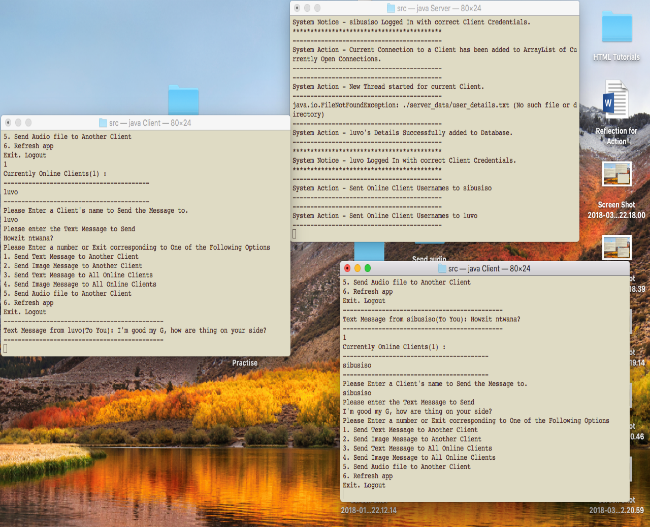 src — java Server — 80×24
System Notice - sibusiso Logged In with correct Client Credentials.
******************************************
------------------------------------------
System Action - Current Connection to a Client has been added to ArrayList of Cu
rrently Open Connections.
------------------------------------------
------------------------------------------
System Action - New Thread started for current Client.
------------------------------------------
java.io.FileNotFoundException: ./server_data/user_details.txt (No such file or d
irectory)
------------------------------------------
System Action - luvo's Details Successfully added to Database.
------------------------------------------
******************************************
System Notice - luvo Logged In with correct Client Credentials.
******************************************
------------------------------------------
System Action - Sent Online Client Usernames to sibusiso
------------------------------------------
------------------------------------------
System Action - Sent Online Client Usernames to luvo
------------------------------------------
src — java Client — 80×24
5. Send Audio file to Another Client
6. Refresh app
Exit. Logout
1
Currently Online Clients(1) :
------------------------------------------
luvo
------------------------------------------
Please Enter a Client's name to Send the Message to.
luvo
Please enter the Text Message to Send
Howzit ntwana?
Please Enter a number or Exit corresponding to One of the Following Options
1. Send Text Message to Another Client
2. Send Image Message to Another Client
3. Send Text Message to All Online Clients
4. Send Image Message to All Online Clients
5. Send Audio file to Another Client
6. Refresh app
Exit. Logout
----------------------------------------------
Text Message from luvo(To You): I'm good my G, how are thing on your side?
----------------------------------------------
src — java Client — 80×24
5. Send Audio file to Another Client
6. Refresh app
Exit. Logout
----------------------------------------------
Text Message from sibusiso(To You): Howzit ntwana?
----------------------------------------------
1
Currently Online Clients(1) :
------------------------------------------
sibusiso
------------------------------------------
Please Enter a Client's name to Send the Message to.
sibusiso
Please enter the Text Message to Send
I'm good my G, how are thing on your side?
Please Enter a number or Exit corresponding to One of the Following Options
1. Send Text Message to Another Client
2. Send Image Message to Another Client
3. Send Text Message to All Online Clients
4. Send Image Message to All Online Clients
5. Send Audio file to Another Client
6. Refresh app
Exit. Logout
HTML Tutorials
W
Reflection for
Action
Screen Shot
2018-03...22.18.00
18.39
19.14
0.46
Send audio
Practise
2018-01...22.12.14
2018-03...2.20.59